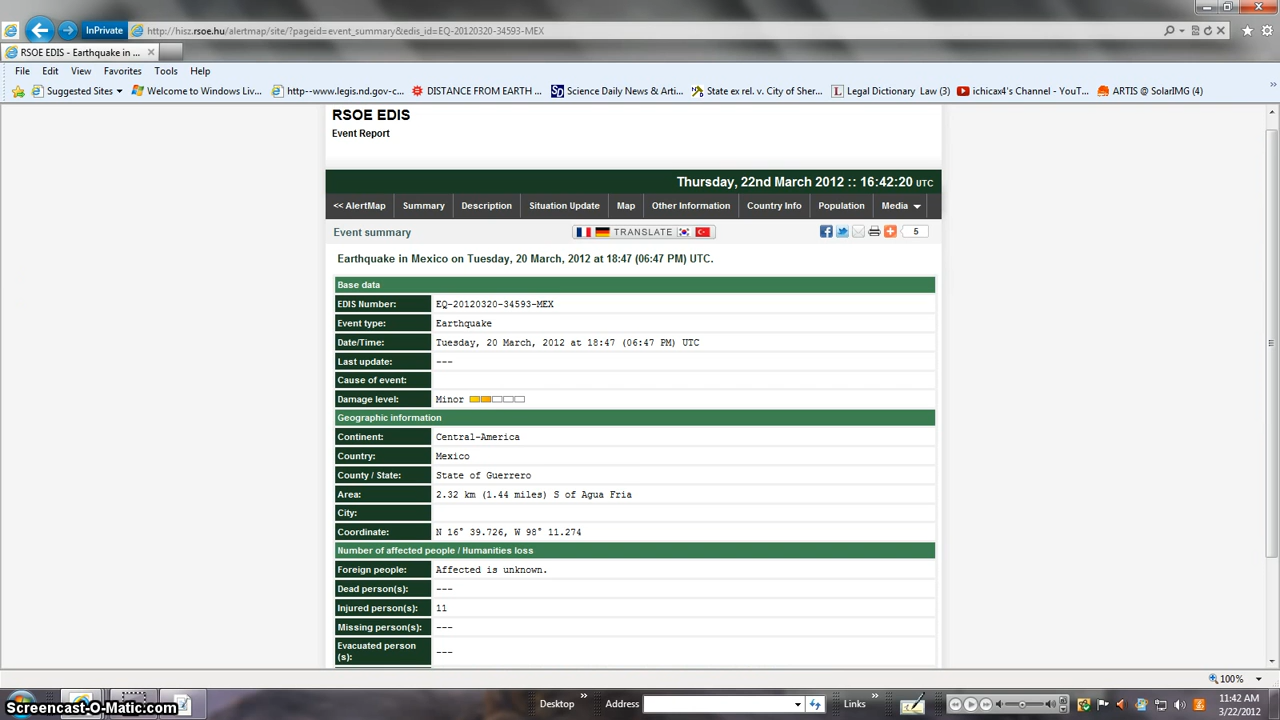 InPrivate
http://hisz.rsoe.hu/alertmap/site/?pageid=event_summary&edis_id=EQ-20120320-34593-MEX
RSOE EDIS - Earthquake in ...
File Edit View Favorites Tools Help
Suggested Sites Welcome to Windows Liv... http--www.legis.nd.gov-c... DISTANCE FROM EARTH ... Science Daily News & Arti... State ex rel. v. City of Sher... Legal Dictionary Law (3) ichicax4's Channel - YouT... ARTIS @ SolarIMG (4)
RSOE EDIS
Event Report
Thursday, 22nd March 2012 :: 16:42:20 UTC
<< AlertMap Summary Description Situation Update Map Other Information Country Info Population Media
Event summary TRANSLATE 5
Earthquake in Mexico on Tuesday, 20 March, 2012 at 18:47 (06:47 PM) UTC.
Base data
EDIS Number: EQ-20120320-34593-MEX
Event type: Earthquake
Date/Time: Tuesday, 20 March, 2012 at 18:47 (06:47 PM) UTC
Last update: ---
Cause of event:
Damage level: Minor
Geographic information
Continent: Central-America
Country: Mexico
County / State: State of Guerrero
Area: 2.32 km (1.44 miles) S of Agua Fria
City:
Coordinate: N 16° 39.726, W 98° 11.274
Number of affected people / Humanities loss
Foreign people: Affected is unknown.
Dead person(s): ---
Injured person(s): 11
Missing person(s): ---
Evacuated person
(s): ---
100%
Desktop Address Links 11:42 AM
3/22/2012
Screencast-O-Matic.com